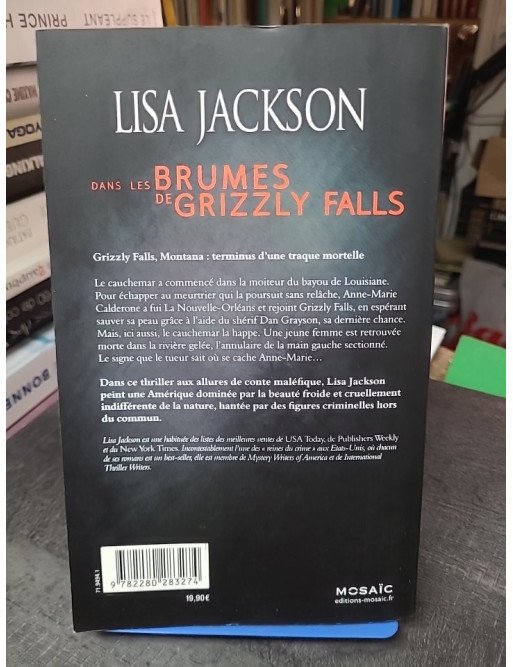 LE SUPPLEANT
PRINCE H
YOGA
BONNE
LISA JACKSON
DANS LES BRUMES
DE GRIZZLY FALLS
Grizzly Falls, Montana : terminus d'une traque mortelle
Le cauchemar a commencé dans la moiteur du bayou de Louisiane.
Pour échapper au meurtrier qui la poursuit sans relâche, Anne-Marie
Calderone a fui La Nouvelle-Orléans et rejoint Grizzly Falls, en espérant
sauver sa peau grâce à l'aide du shérif Dan Grayson, sa dernière chance.
Mais, ici aussi, le cauchemar la happe. Une jeune femme est retrouvée
morte dans la rivière gelée, l'annulaire de la main gauche sectionné.
Le signe que le tueur sait où se cache Anne-Marie…
Dans ce thriller aux allures de conte maléfique, Lisa Jackson
peint une Amérique dominée par la beauté froide et cruellement
indifférente de la nature, hantée par des figures criminelles hors
du commun.
Lisa Jackson est une habituée des listes des meilleures ventes de USA Today, de Publishers Weekly
et du New York Times. Incontestablement l'une des « reines du crime » aux Etats-Unis, où chacun
de ses romans est un best-seller, elle est membre de Mystery Writers of America et de International
Thriller Writers.
71.9494.1
9 782280 283274
19,90€
MOSAÏC
editions-mosaic.fr